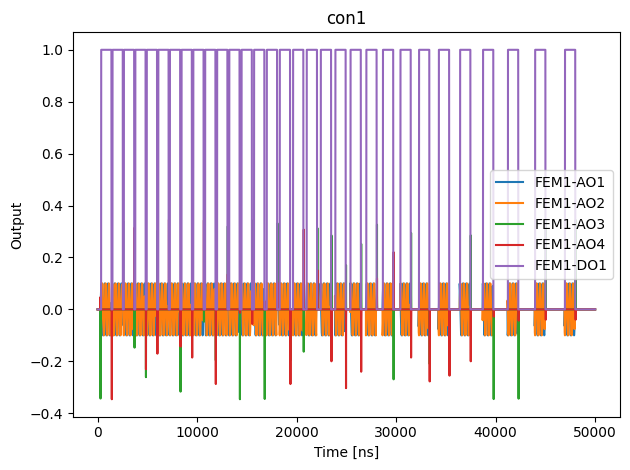 con1
Output
1.0
0.8
0.6
0.4
0.2
0.0
−0.2
−0.4
FEM1-AO1
FEM1-AO2
FEM1-AO3
FEM1-AO4
FEM1-DO1
0 10000 20000 30000 40000 50000
Time [ns]